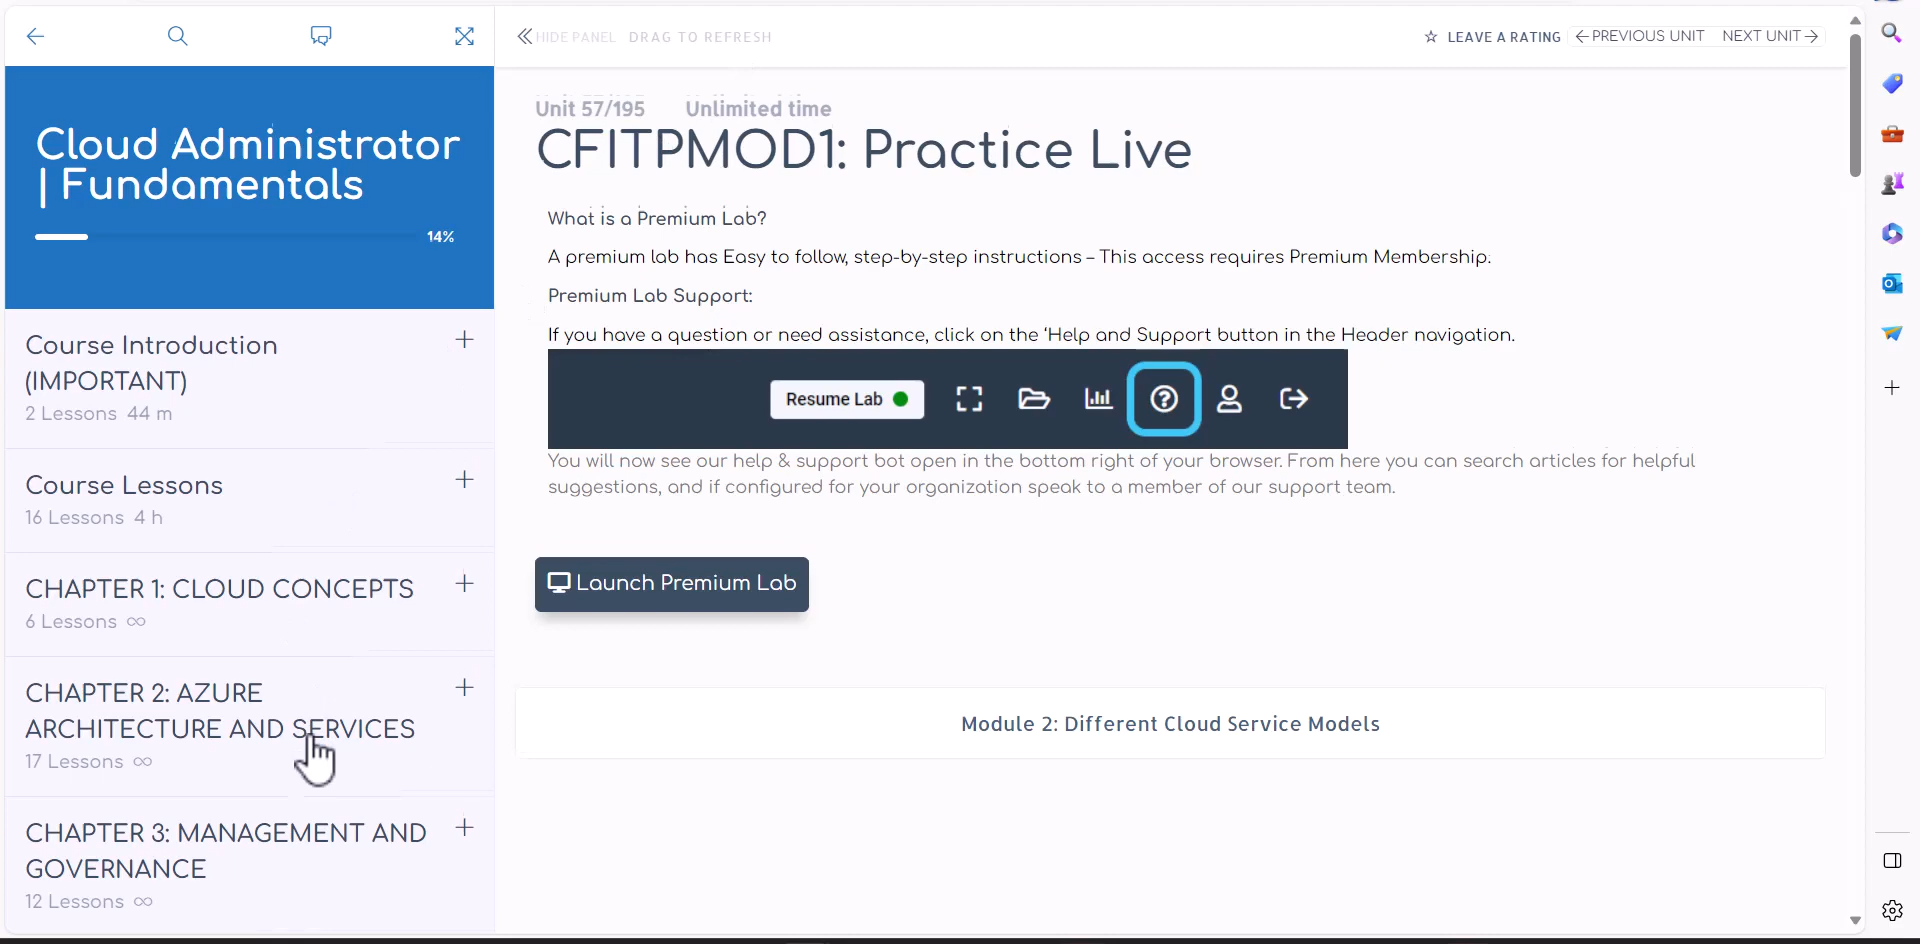 HIDE PANEL DRAG TO REFRESH
LEAVE A RATING
PREVIOUS UNIT
NEXT UNIT
Cloud Administrator
| Fundamentals
14%
Course Introduction
(IMPORTANT)
2 Lessons 44 m
Course Lessons
16 Lessons 4 h
CHAPTER 1: CLOUD CONCEPTS
6 Lessons ∞
CHAPTER 2: AZURE
ARCHITECTURE AND SERVICES
17 Lessons ∞
CHAPTER 3: MANAGEMENT AND
GOVERNANCE
12 Lessons ∞
Unit 57/195 Unlimited time
CFITPMOD1: Practice Live
What is a Premium Lab?
A premium lab has Easy to follow, step-by-step instructions – This access requires Premium Membership.
Premium Lab Support:
If you have a question or need assistance, click on the ‘Help and Support button in the Header navigation.
Resume Lab
You will now see our help & support bot open in the bottom right of your browser. From here you can search articles for helpful
suggestions, and if configured for your organization speak to a member of our support team.
Launch Premium Lab
Module 2: Different Cloud Service Models